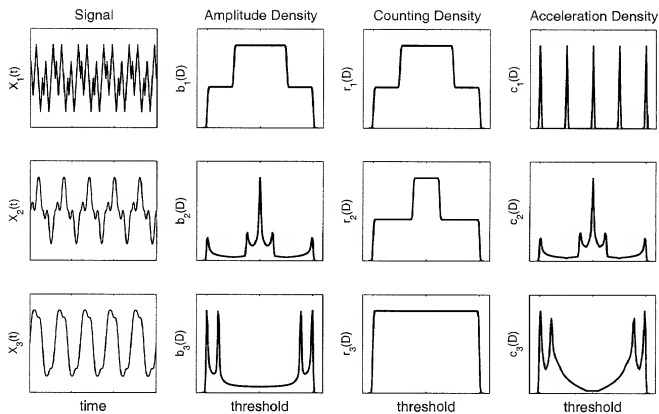 Signal
Amplitude Density
Counting Density
Acceleration Density
X1(t)
b1(D)
r1(D)
c1(D)
X2(t)
b2(D)
r2(D)
c2(D)
X3(t)
b3(D)
r3(D)
c3(D)
time
threshold
threshold
threshold